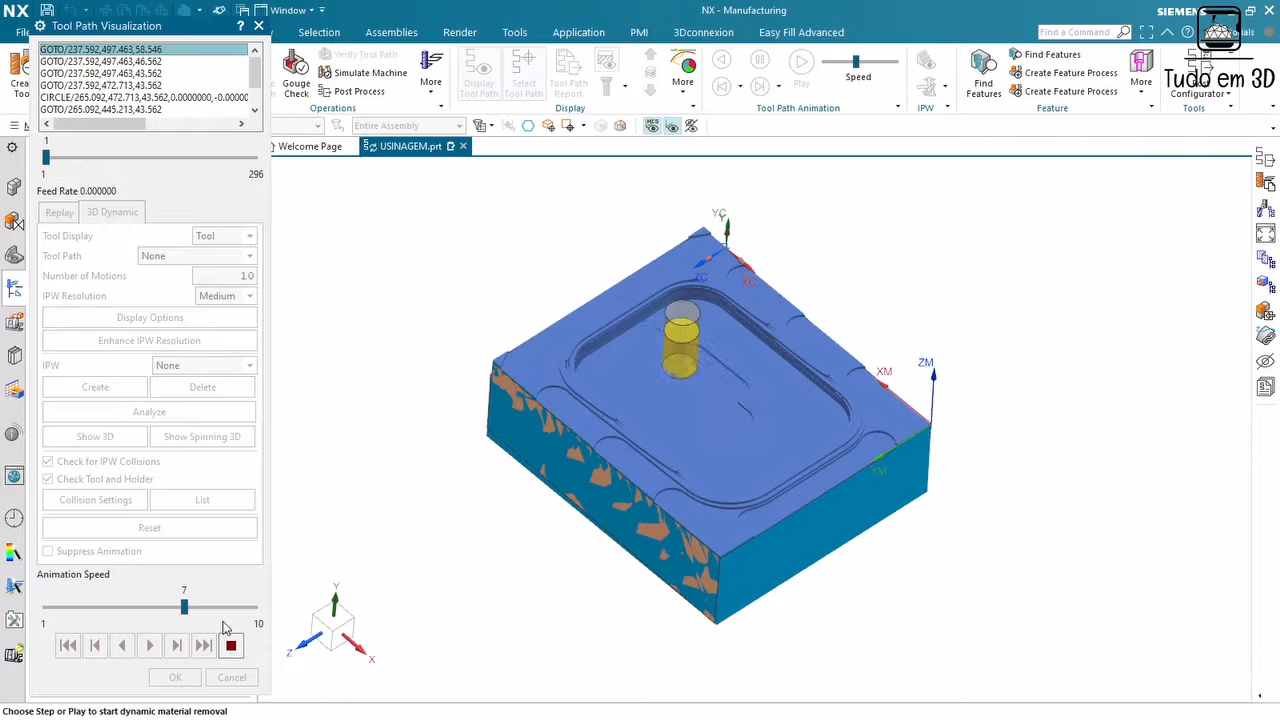 NX
Window
NX - Manufacturing
SIEMENS
Tool Path Visualization
?
Selection
Assemblies
Render
Tools
Application
PMI
3Dconnexion
Easy Fill Advanced
Find a Command
Tudo em 3D
GOTO/237.592,497.463,58.546
GOTO/237.592,497.463,46.562
GOTO/237.592,497.463,43.562
GOTO/237.592,472.713,43.562
CIRCLE/265.092,472.713,43.562,0.0000000, -0.0000
GOTO/265.092,445.213,43.562
Gouge Check
Verify Tool Path
Simulate Machine
Post Process
More
Operations
Display Tool Path
Select Tool Path
More
Display
Speed
Tool Path Animation
IPW
Find Features
Create Feature Process
Create Feature Process
Find Features
More
Feature
Configurator
Tools
Entire Assembly
Welcome Page
USINAGEM.prt
1
1
296
Feed Rate 0.000000
Replay
3D Dynamic
Tool Display
Tool
Tool Path
None
Number of Motions
10
IPW Resolution
Medium
Display Options
Enhance IPW Resolution
IPW
None
Create
Delete
Analyze
Show 3D
Show Spinning 3D
Check for IPW Collisions
Check Tool and Holder
Collision Settings
List
Reset
Suppress Animation
Animation Speed
7
1
10
OK
Cancel
YC
ZC
XC
ZM
XM
YM
Y
Z
X
Choose Step or Play to start dynamic material removal